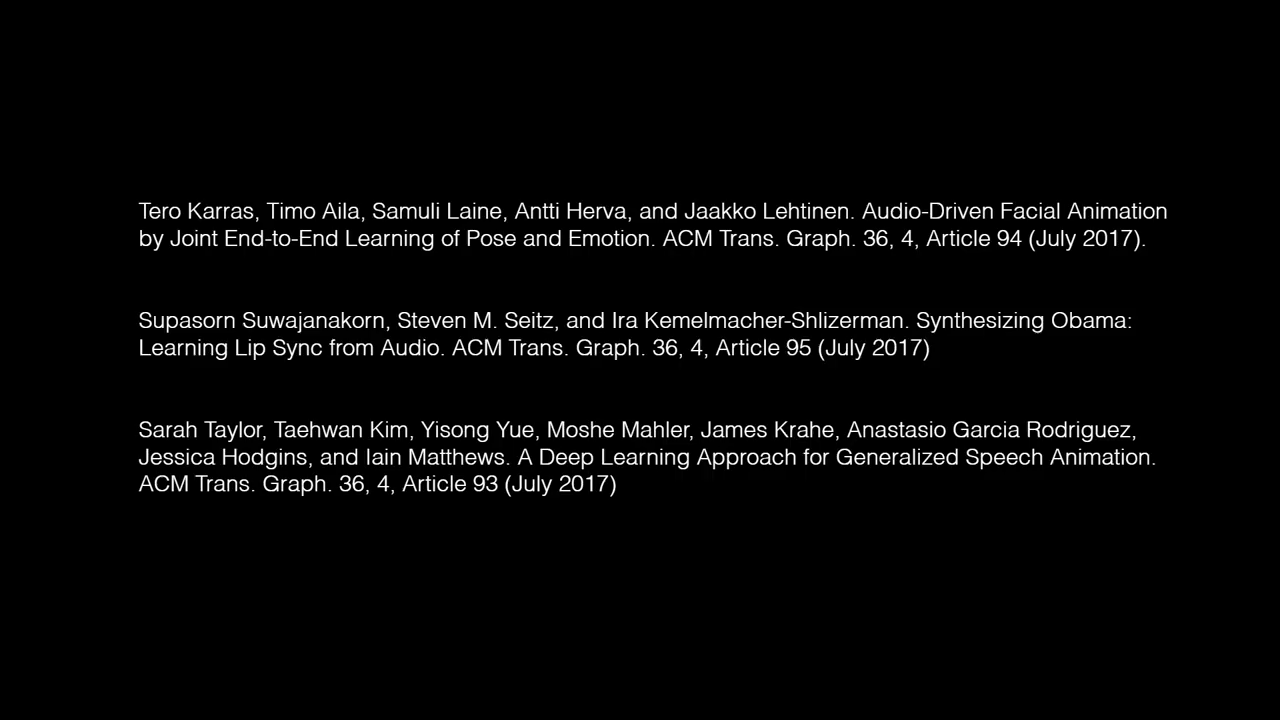 Tero Karras, Timo Aila, Samuli Laine, Antti Herva, and Jaakko Lehtinen. Audio-Driven Facial Animation
by Joint End-to-End Learning of Pose and Emotion. ACM Trans. Graph. 36, 4, Article 94 (July 2017).
Supasorn Suwajanakorn, Steven M. Seitz, and Ira Kemelmacher-Shlizerman. Synthesizing Obama:
Learning Lip Sync from Audio. ACM Trans. Graph. 36, 4, Article 95 (July 2017)
Sarah Taylor, Taehwan Kim, Yisong Yue, Moshe Mahler, James Krahe, Anastasio Garcia Rodriguez,
Jessica Hodgins, and Iain Matthews. A Deep Learning Approach for Generalized Speech Animation.
ACM Trans. Graph. 36, 4, Article 93 (July 2017)